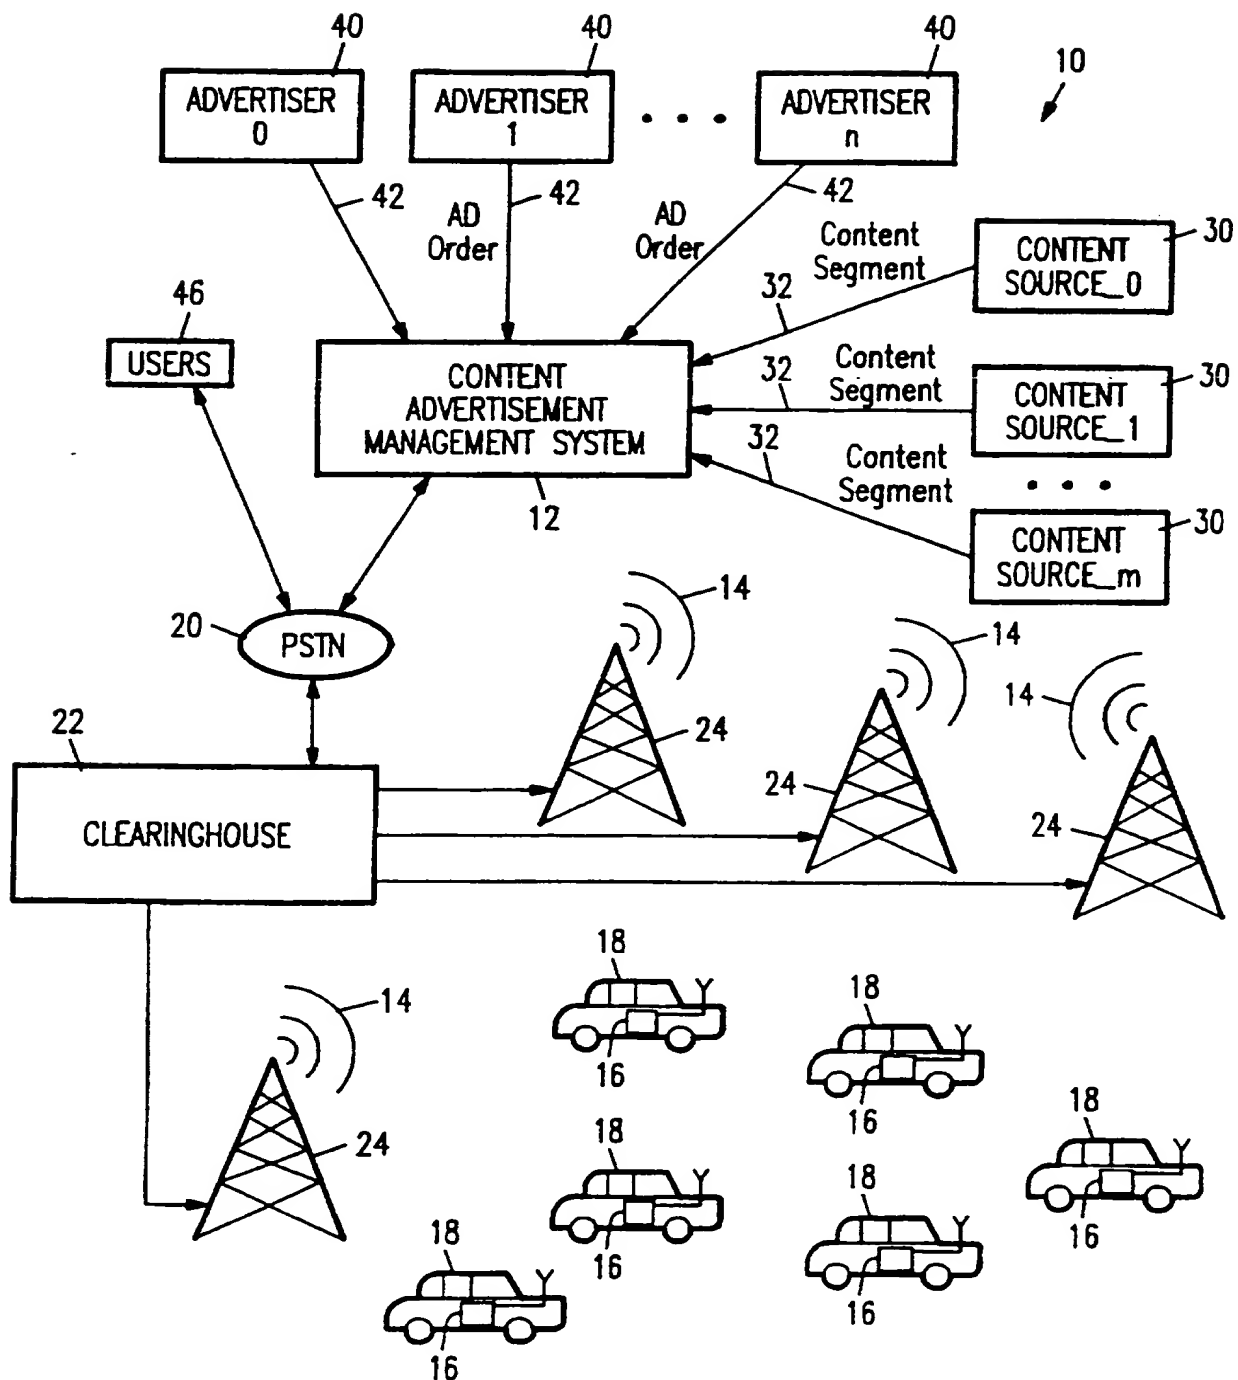 40
40
40
10
ADVERTISER
0
ADVERTISER
1
• • •
ADVERTISER
n
42
AD
Order
42
AD
Order
42
Content
Segment
32
CONTENT
SOURCE_0
30
46
USERS
CONTENT
ADVERTISEMENT
MANAGEMENT SYSTEM
12
32
Content
Segment
CONTENT
SOURCE_1
30
32
Content
Segment
• • •
CONTENT
SOURCE_m
30
20
PSTN
14
14
14
22
CLEARINGHOUSE
24
24
24
14
24
18
16
18
16
18
16
18
16
18
16
18
16